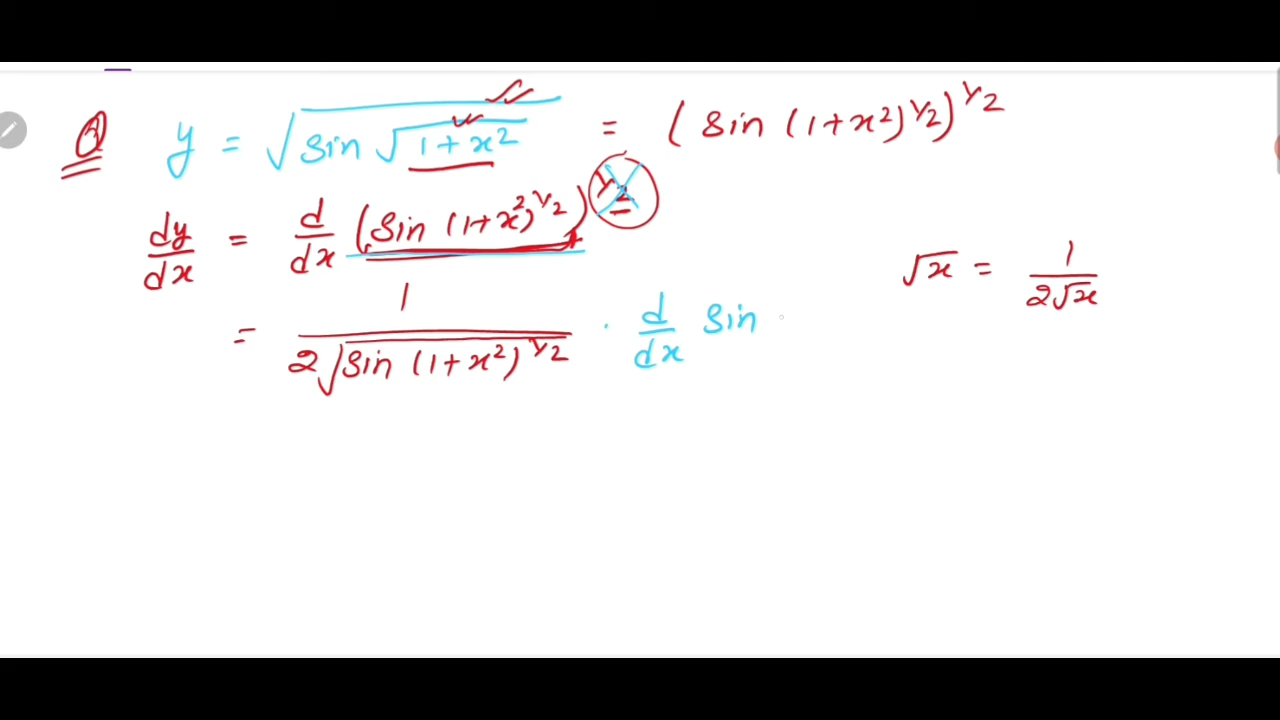 Q y = √(sin √(1+x²)) = (sin (1+x²)^½)^½
dy/dx = d/dx (sin (1+x²)^½)^½
√x = 1/(2√x)
= 1/(2√(sin (1+x²)^½)) · d/dx sin